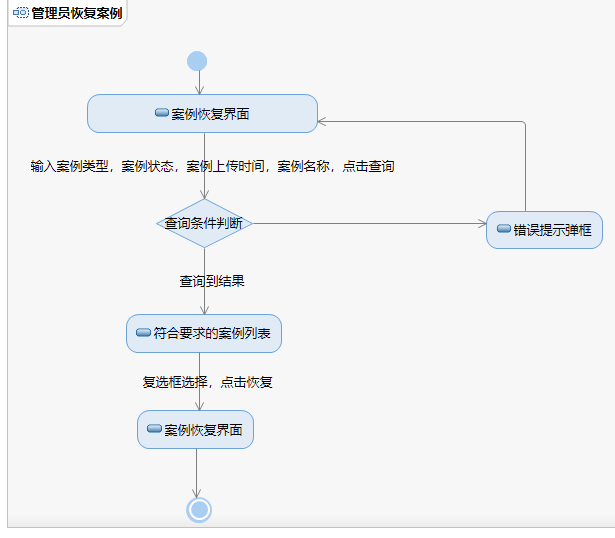 管理员恢复案例
案例恢复界面
输入案例类型，案例状态，案例上传时间，案例名称，点击查询
查询条件判断
错误提示弹框
查询到结果
符合要求的案例列表
复选框选择，点击恢复
案例恢复界面